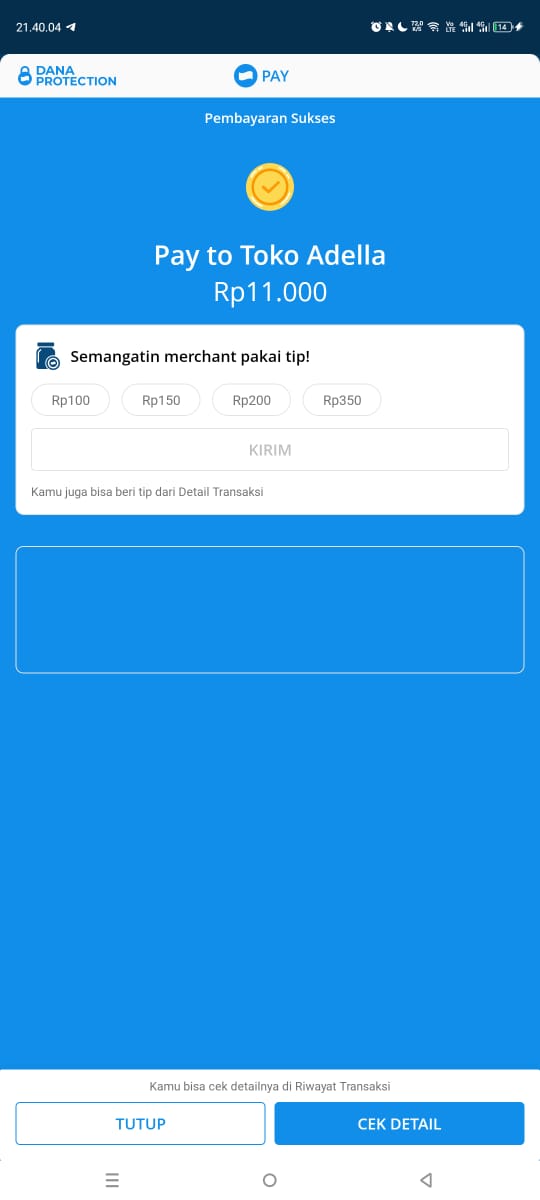 21.40.04
72,0
K/S
Vo
LTE
4G
4G
14
DANA
PROTECTION
PAY
Pembayaran Sukses
Pay to Toko Adella
Rp11.000
Semangatin merchant pakai tip!
Rp100 Rp150 Rp200 Rp350
KIRIM
Kamu juga bisa beri tip dari Detail Transaksi
Kamu bisa cek detailnya di Riwayat Transaksi
TUTUP CEK DETAIL